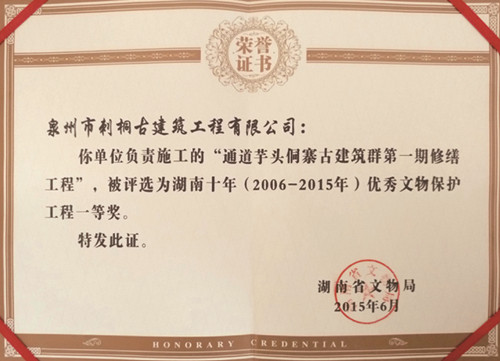 荣誉
证书
泉州市刺桐古建筑工程有限公司：
你单位负责施工的“通道芋头侗寨古建筑群第一期修缮
工程”，被评选为湖南十年（2006-2015年）优秀文物保护
工程一等奖。
特发此证。
湖南省文物局
2015年6月
HONORARY CREDENTIAL